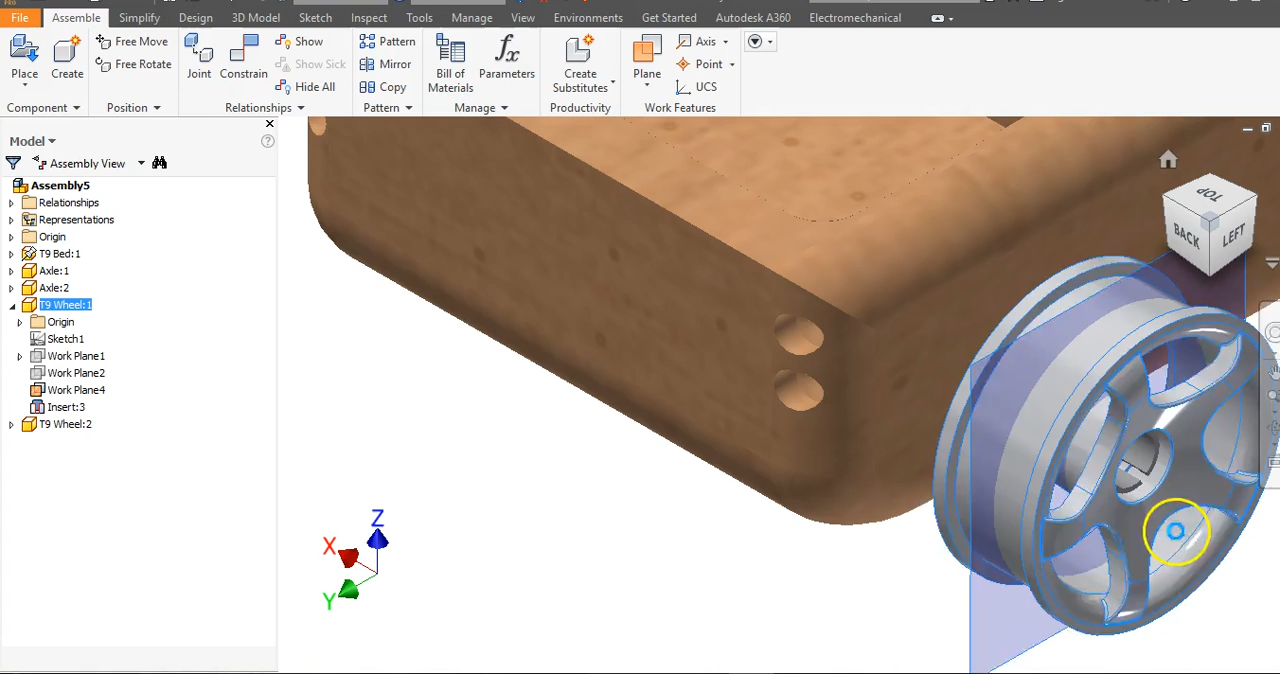 PRO
File Assemble Simplify Design 3D Model Sketch Inspect Tools Manage View Environments Get Started Autodesk A360 Electromechanical
Free Move Show Pattern Axis
Free Rotate Show Sick Mirror Point
Place Create Joint Constrain Bill of Materials Parameters Create Substitutes Plane
Hide All Copy UCS
Component Position Relationships Pattern Manage Productivity Work Features
Model
Assembly View
Assembly5
Relationships
Representations
Origin
T9 Bed:1
Axle:1
Axle:2
T9 Wheel:1
Origin
Sketch1
Work Plane1
Work Plane2
Work Plane4
Insert:3
T9 Wheel:2
TOP
BACK LEFT
Z
X
Y